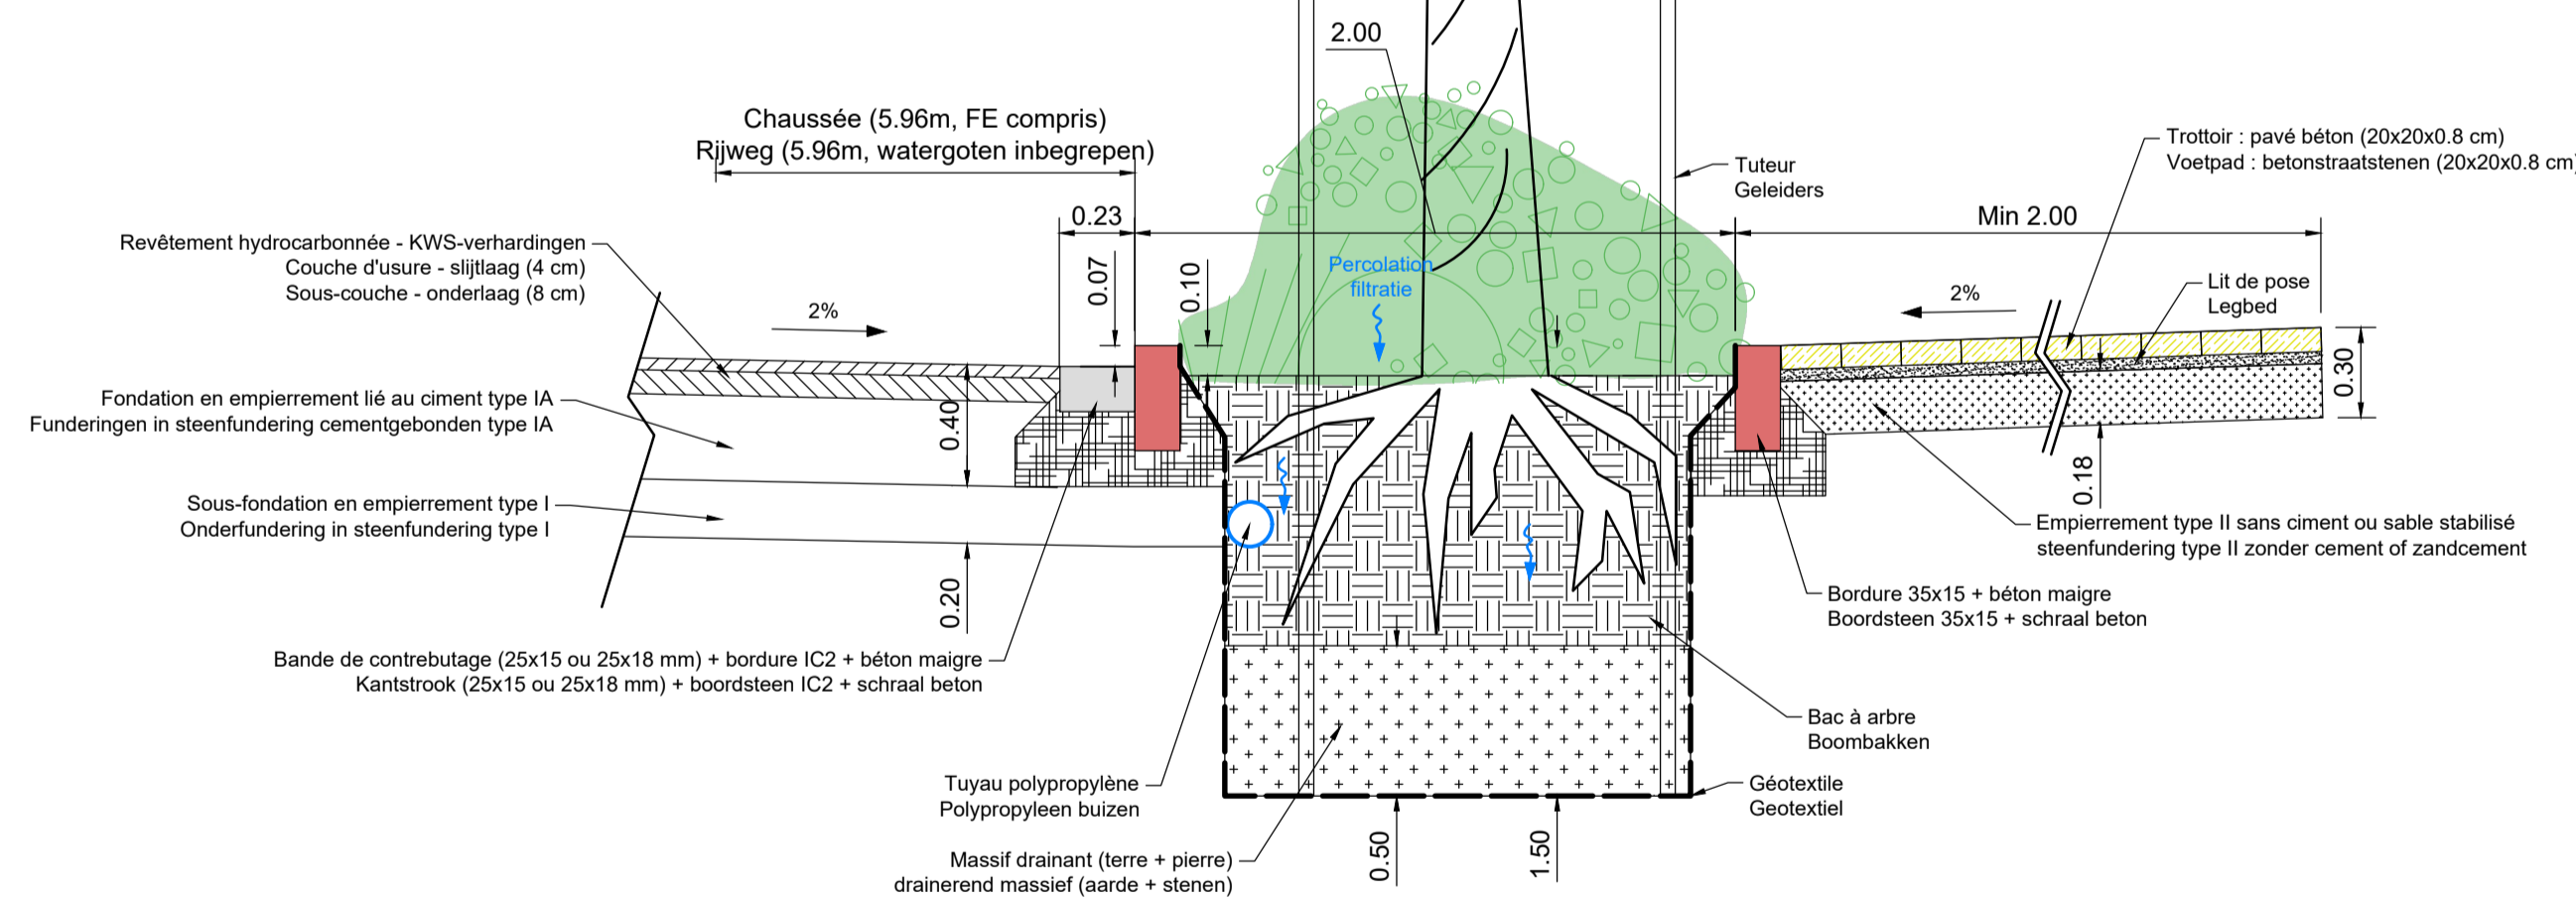 2.00
Chaussée (5.96m, FE compris)
Rijweg (5.96m, watergoten inbegrepen)
Tuteur
Geleiders
Trottoir : pavé béton (20x20x0.8 cm)
Voetpad : betonstraatstenen (20x20x0.8 cm)
0.23
Min 2.00
Revêtement hydrocarbonnée - KWS-verhardingen
Couche d'usure - slijtlaag (4 cm)
Sous-couche - onderlaag (8 cm)
0.07
0.10
Percolation
filtratie
2%
2%
Lit de pose
Legbed
0.30
Fondation en empierrement lié au ciment type IA
Funderingen in steenfundering cementgebonden type IA
0.40
0.18
Sous-fondation en empierrement type I
Onderfundering in steenfundering type I
Empierrement type II sans ciment ou sable stabilisé
steenfundering type II zonder cement of zandcement
0.20
Bordure 35x15 + béton maigre
Boordsteen 35x15 + schraal beton
Bande de contrebutage (25x15 ou 25x18 mm) + bordure IC2 + béton maigre
Kantstrook (25x15 ou 25x18 mm) + boordsteen IC2 + schraal beton
Bac à arbre
Boombakken
Tuyau polypropylène
Polypropyleen buizen
Géotextile
Geotextiel
Massif drainant (terre + pierre)
drainerend massief (aarde + stenen)
0.50
1.50